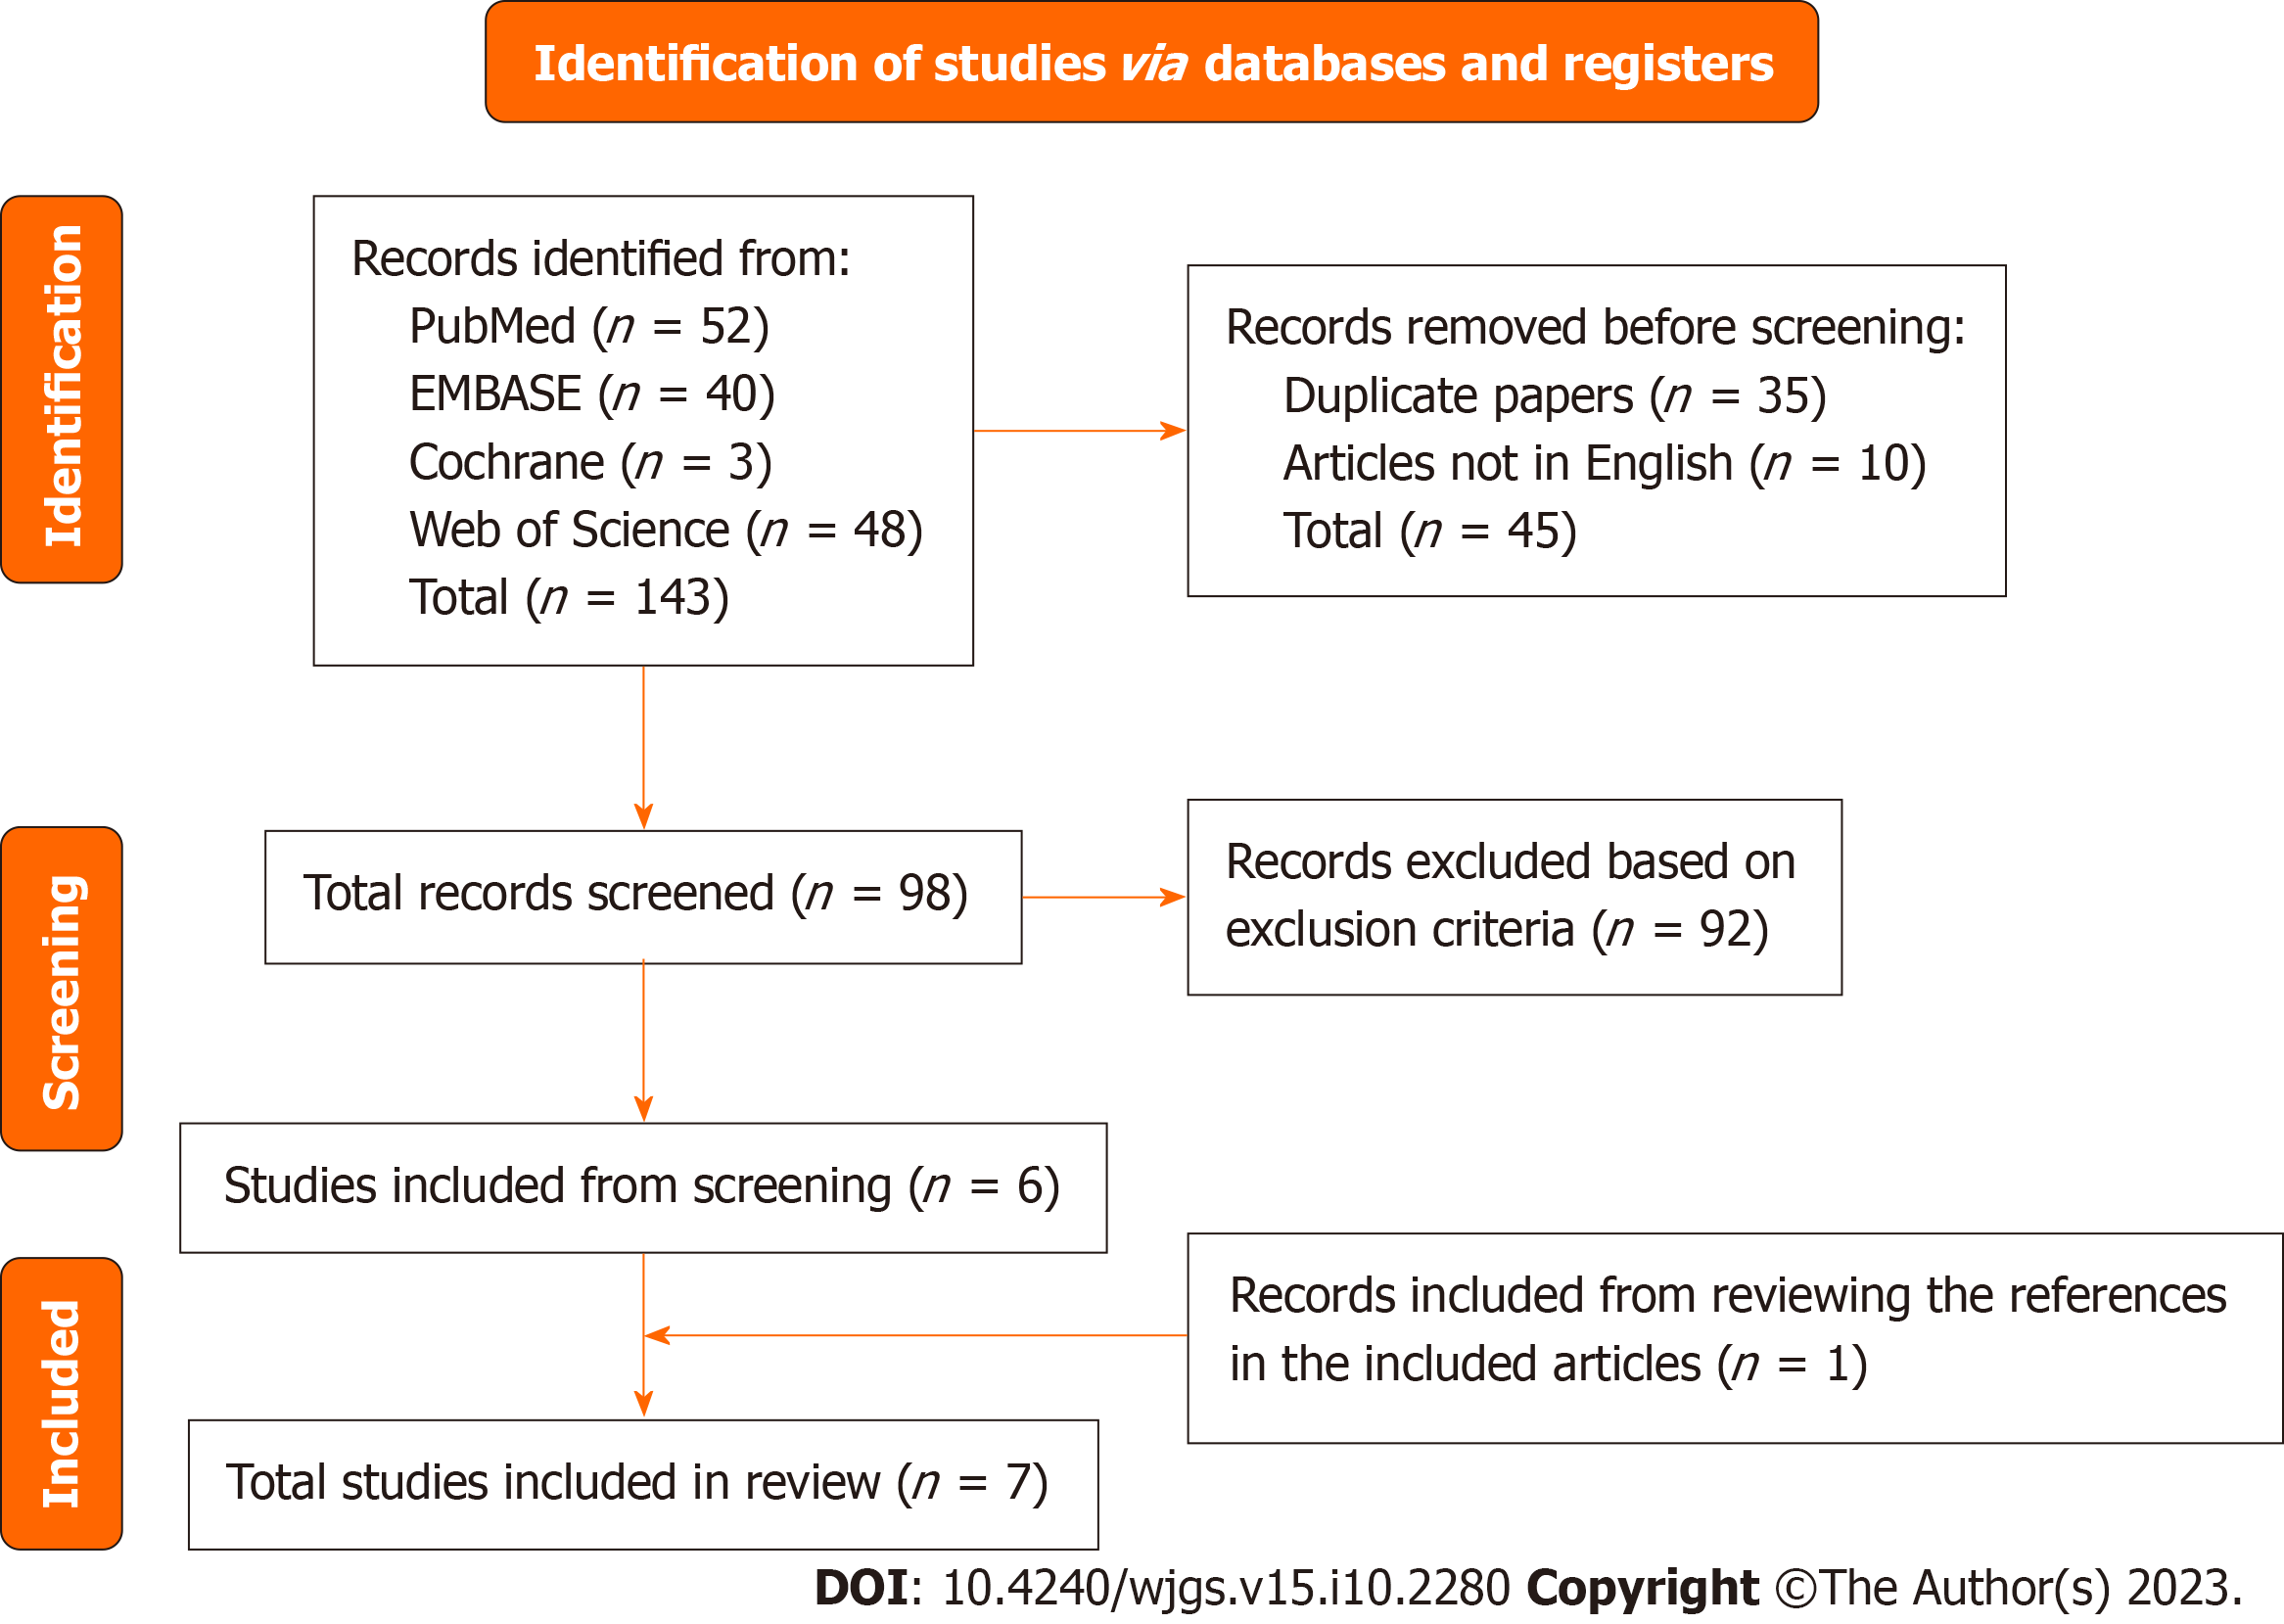 Identification of studies via databases and registers
Identification
Records identified from:
PubMed (n = 52)
EMBASE (n = 40)
Cochrane (n = 3)
Web of Science (n = 48)
Total (n = 143)
Records removed before screening:
Duplicate papers (n = 35)
Articles not in English (n = 10)
Total (n = 45)
Screening
Total records screened (n = 98)
Records excluded based on
exclusion criteria (n = 92)
Studies included from screening (n = 6)
Included
Records included from reviewing the references
in the included articles (n = 1)
Total studies included in review (n = 7)
DOI: 10.4240/wjgs.v15.i10.2280 Copyright ©The Author(s) 2023.